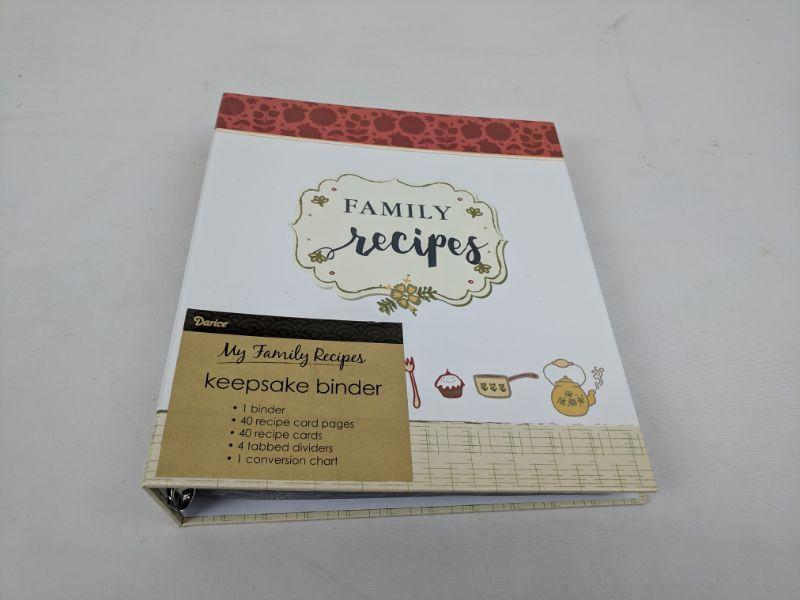 FAMILY
recipes
Darice
My Family Recipes
keepsake binder
• 1 binder
• 40 recipe card pages
• 40 recipe cards
• 4 tabbed dividers
• 1 conversion chart